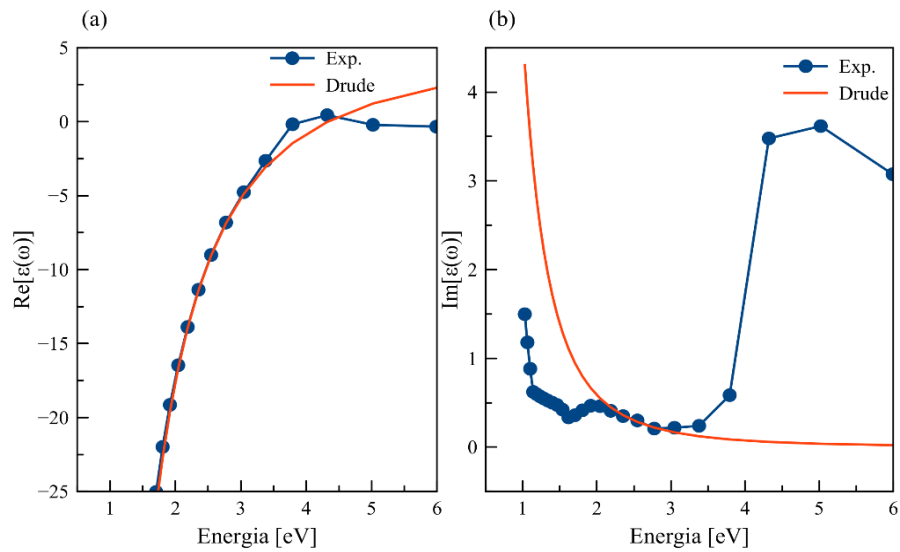 (a)
Exp.
Drude
5
0
−5
−10
−15
−20
−25
Re[ε(ω)]
1 2 3 4 5 6
Energia [eV]
(b)
Exp.
Drude
4
3
2
1
0
Im[ε(ω)]
0 1 2 3 4 5 6
Energia [eV]